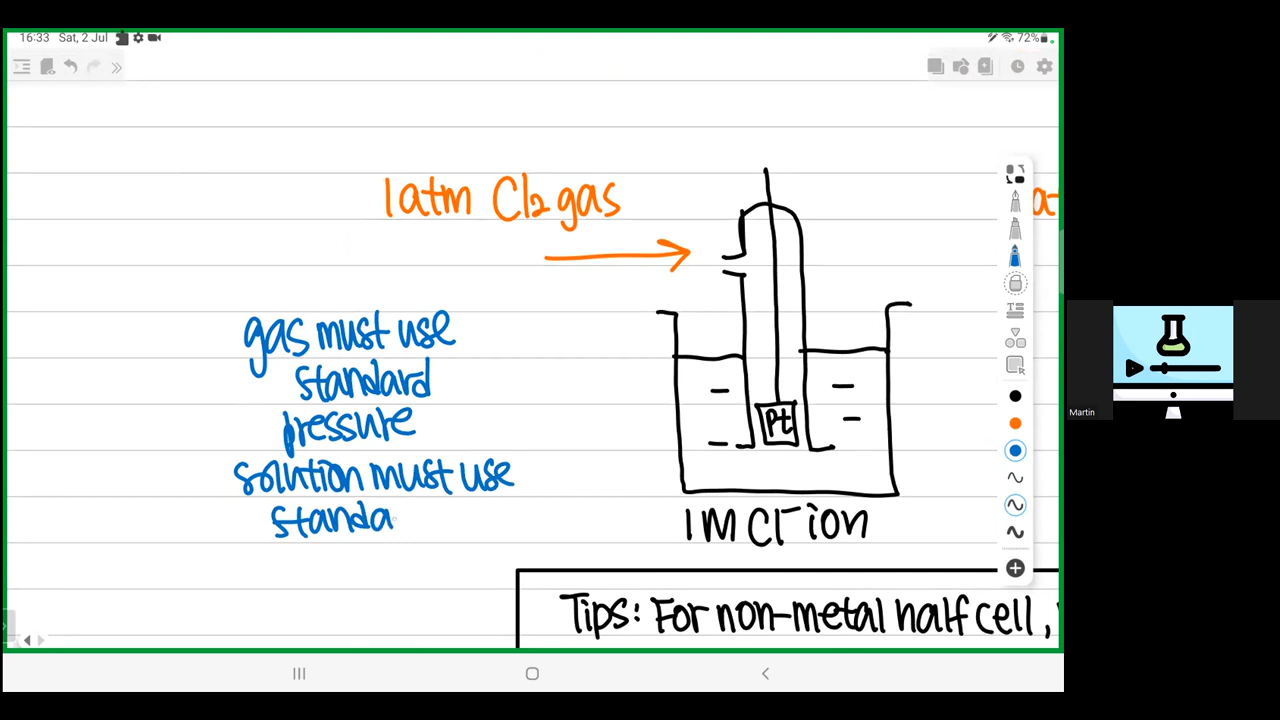 16:33 Sat, 2 Jul
72%
1atm Cl2 gas
gas must use
standard
pressure
solution must use
standa
Pt
1M Cl- ion
Tips: For non-metal half cell,
Martin